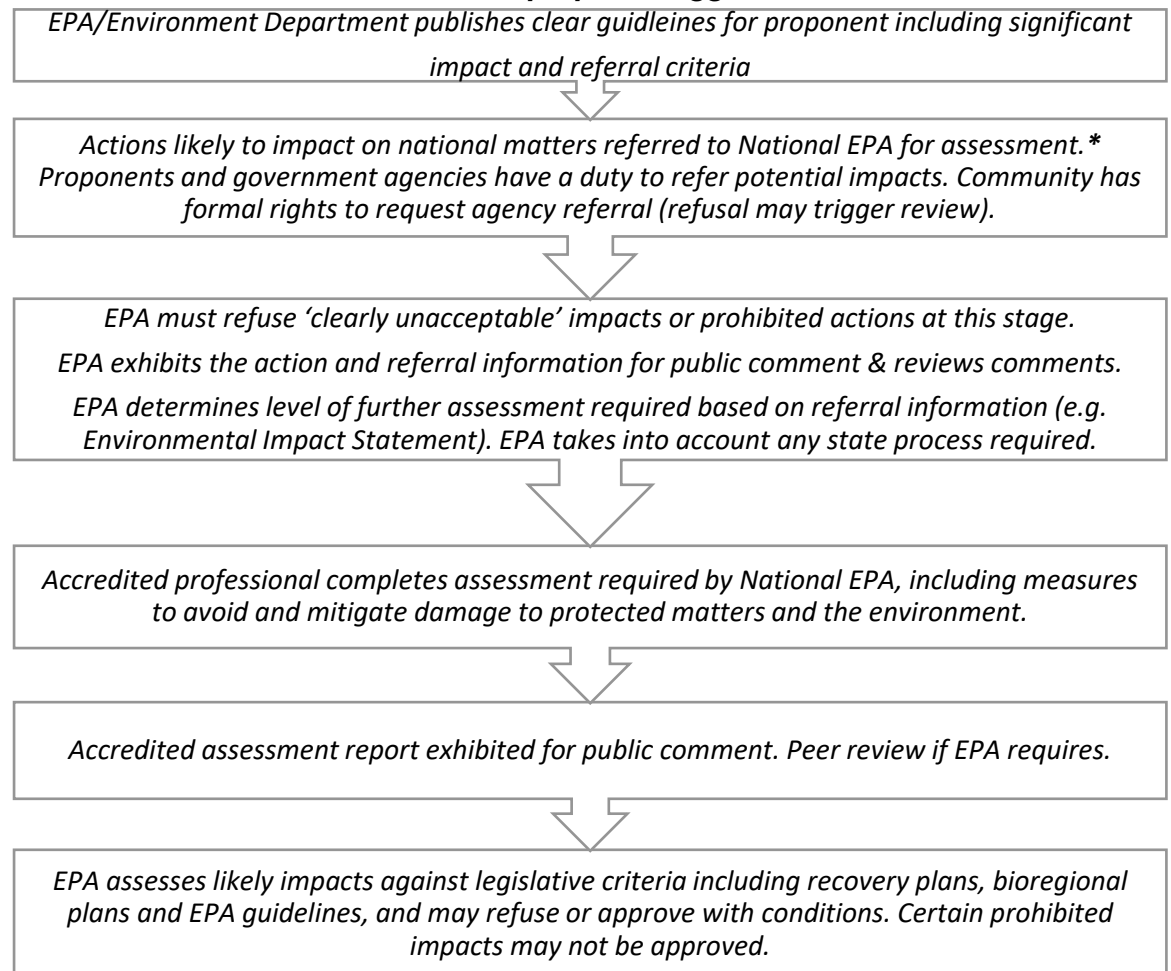 EPA/Environment Department publishes clear guidleines for proponent including significant
impact and referral criteria
Actions likely to impact on national matters referred to National EPA for assessment.*
Proponents and government agencies have a duty to refer potential impacts. Community has
formal rights to request agency referral (refusal may trigger review).
EPA must refuse ‘clearly unacceptable’ impacts or prohibited actions at this stage.
EPA exhibits the action and referral information for public comment & reviews comments.
EPA determines level of further assessment required based on referral information (e.g.
Environmental Impact Statement). EPA takes into account any state process required.
Accredited professional completes assessment required by National EPA, including measures
to avoid and mitigate damage to protected matters and the environment.
Accredited assessment report exhibited for public comment. Peer review if EPA requires.
EPA assesses likely impacts against legislative criteria including recovery plans, bioregional
plans and EPA guidelines, and may refuse or approve with conditions. Certain prohibited
impacts may not be approved.